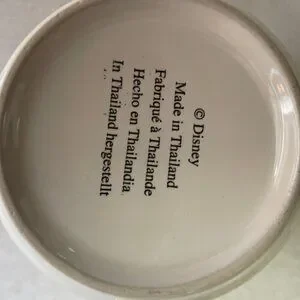 © Disney
Made in Thailand
Fabriqué à Thailande
Hecho en Thailandia
In Thailand hergestellt